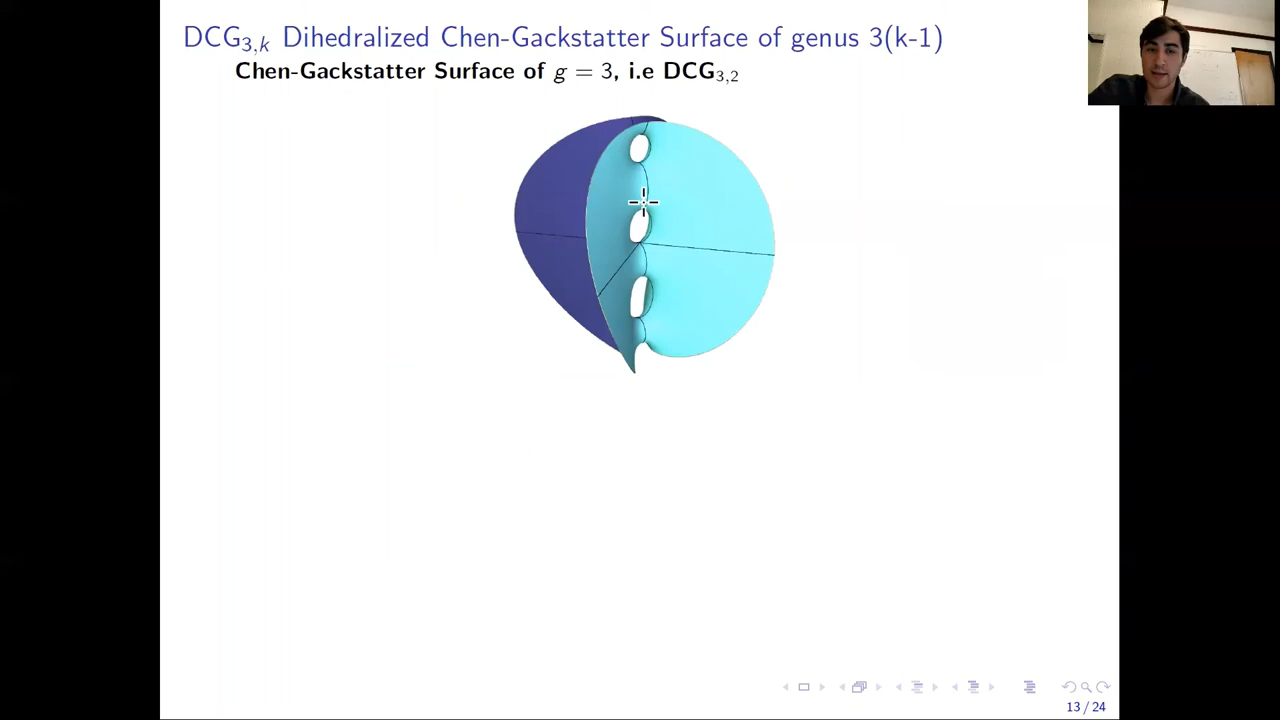 DCG₃,ₖ Dihedralized Chen-Gackstatter Surface of genus 3(k-1)
Chen-Gackstatter Surface of g = 3, i.e DCG₃,₂
13 / 24